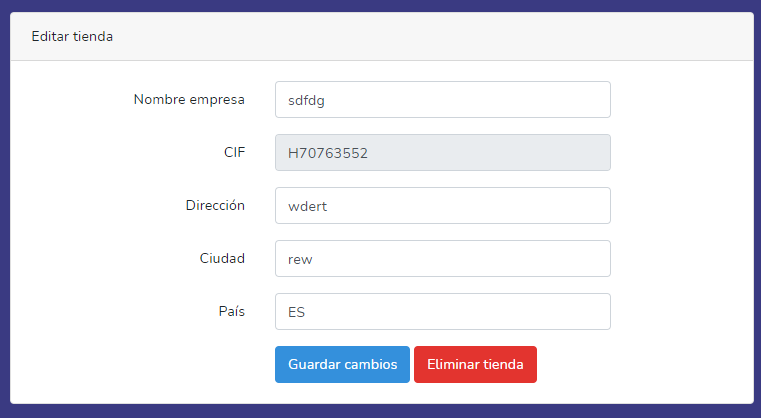 Editar tienda
Nombre empresa sdfdg
CIF H70763552
Dirección wdert
Ciudad rew
País ES
Guardar cambios Eliminar tienda